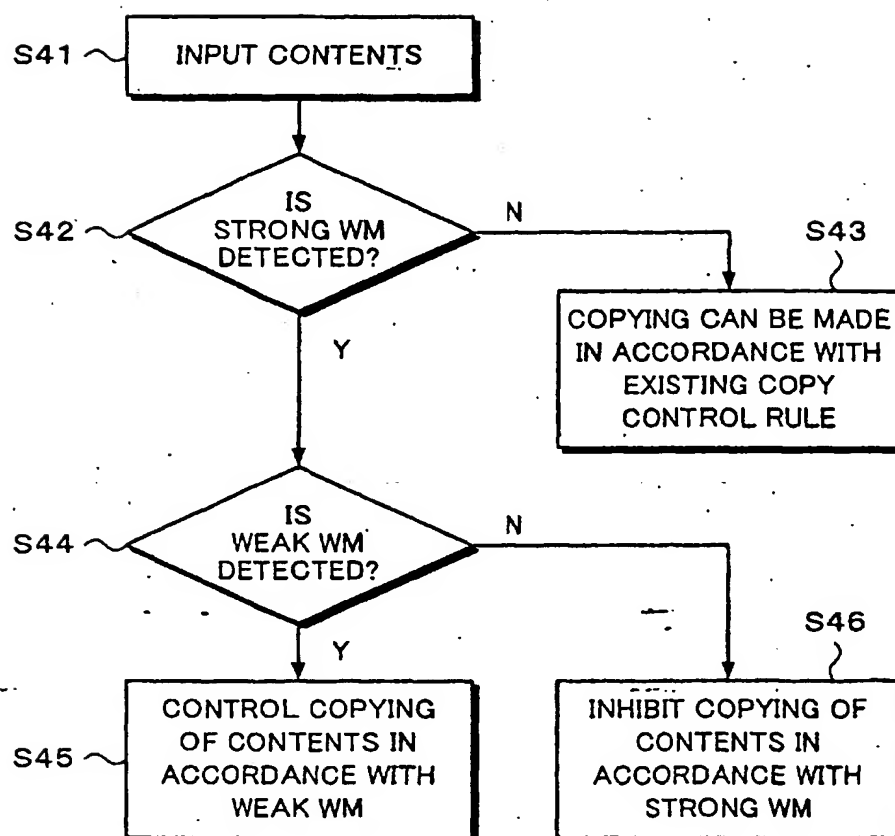 S41
INPUT CONTENTS
S42
IS
STRONG WM
DETECTED?
N
S43
COPYING CAN BE MADE
IN ACCORDANCE WITH
EXISTING COPY
CONTROL RULE
Y
S44
IS
WEAK WM
DETECTED?
N
S46
INHIBIT COPYING OF
CONTENTS IN
ACCORDANCE WITH
STRONG WM
Y
S45
CONTROL COPYING
OF CONTENTS IN
ACCORDANCE WITH
WEAK WM